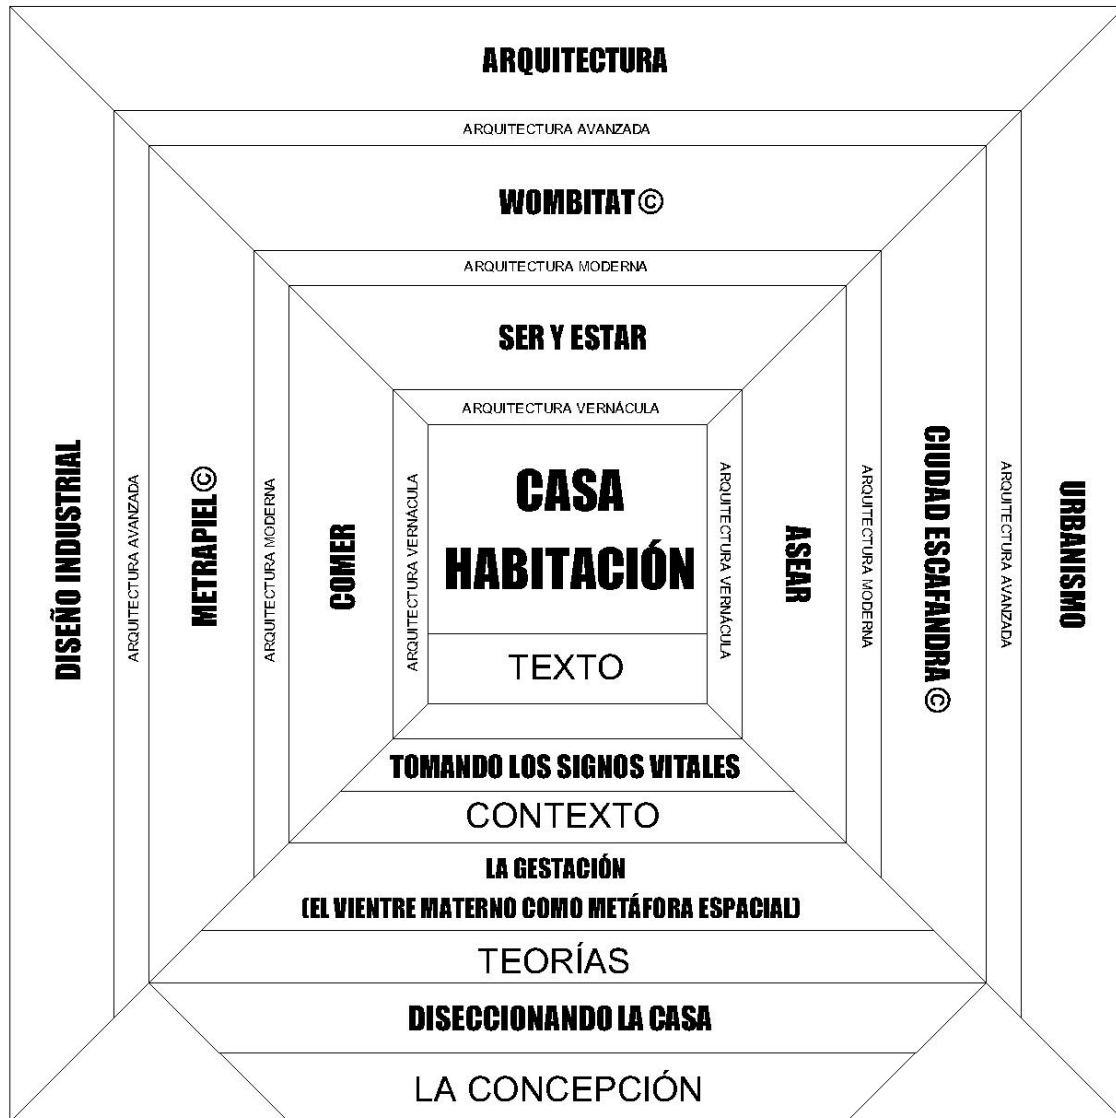 ARQUITECTURA
ARQUITECTURA AVANZADA
WOMBITAT©
ARQUITECTURA MODERNA
SER Y ESTAR
ARQUITECTURA VERNÁCULA
DISEÑO INDUSTRIAL
ARQUITECTURA AVANZADA
METRAPIEL©
ARQUITECTURA MODERNA
COMER
ARQUITECTURA VERNÁCULA
CASA
HABITACIÓN
TEXTO
ARQUITECTURA VERNÁCULA
ASEAR
ARQUITECTURA MODERNA
CIUDAD ESCAFANDRA©
ARQUITECTURA AVANZADA
URBANISMO
TOMANDO LOS SIGNOS VITALES
CONTEXTO
LA GESTACIÓN
(EL VIENTRE MATERNO COMO METÁFORA ESPACIAL)
TEORÍAS
DISECCIONANDO LA CASA
LA CONCEPCIÓN